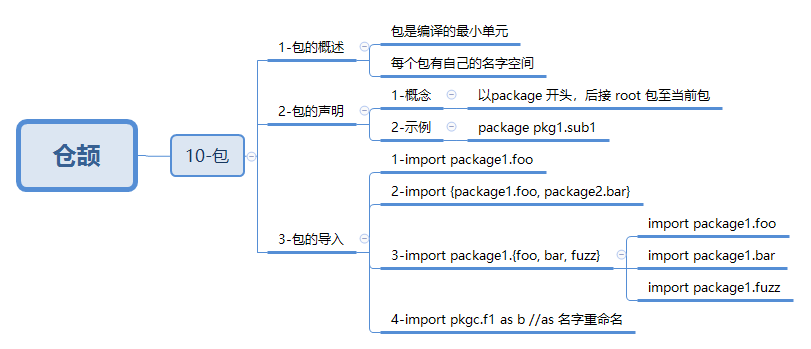 仓颉
10-包
1-包的概述
包是编译的最小单元
每个包有自己的名字空间
2-包的声明
1-概念
以package 开头，后接 root 包至当前包
2-示例
package pkg1.sub1
3-包的导入
1-import package1.foo
2-import {package1.foo, package2.bar}
3-import package1.{foo, bar, fuzz}
import package1.foo
import package1.bar
import package1.fuzz
4-import pkgc.f1 as b //as 名字重命名